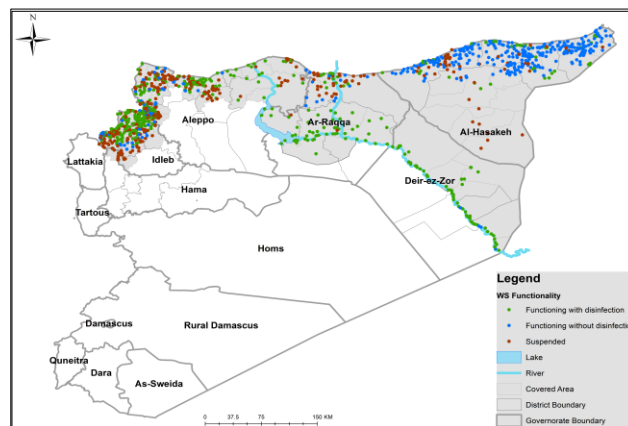 N
Aleppo
Ar-Raqqa
Al-Hasakeh
Lattakia
Idleb
Hama
Deir-ez-Zor
Tartous
Homs
Damascus
Rural Damascus
Quneitra
Dara
As-Sweida
0 37.5 75 150 KM
Legend
WS Functionality
Functioning with disinfection
Functioning without disinfectio
Suspended
Lake
River
Covered Area
District Boundary
Governorate Boundary